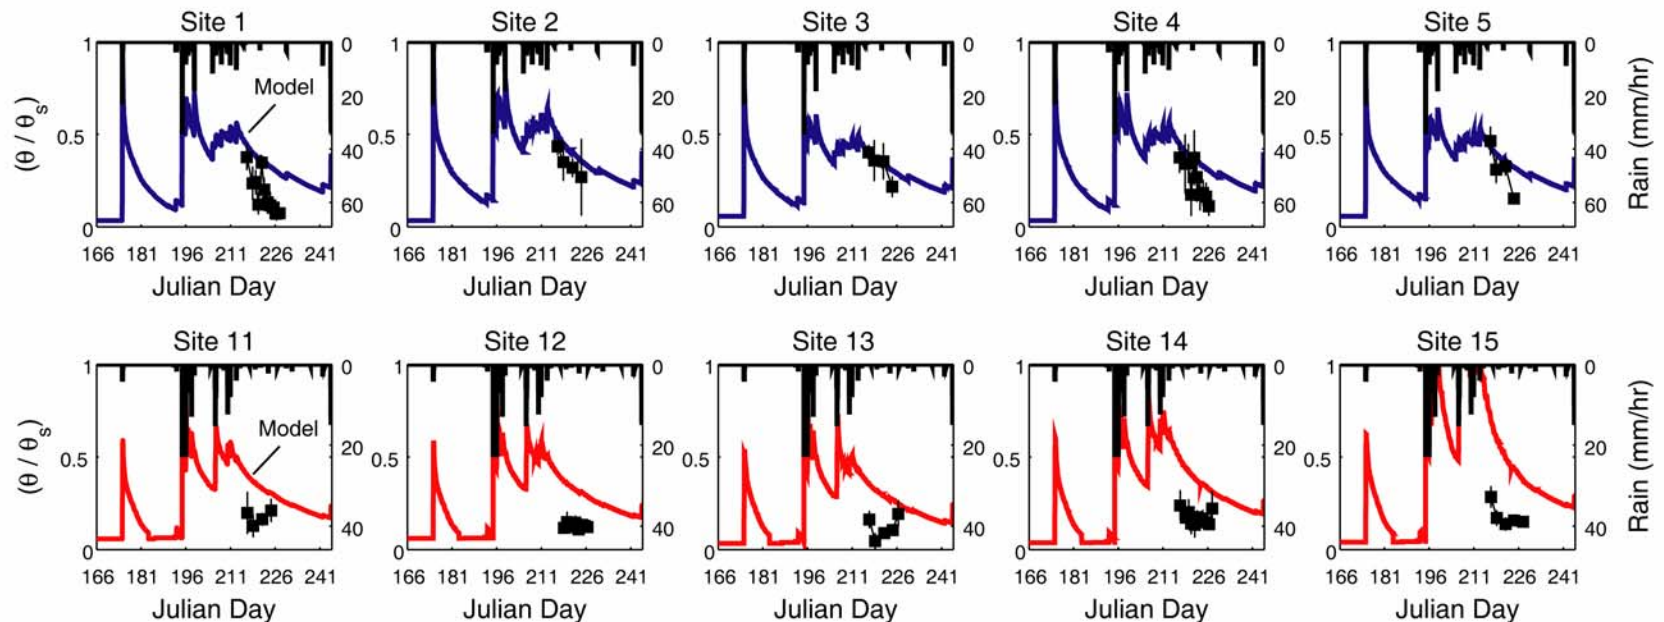 Site 1 Site 2 Site 3 Site 4 Site 5
1 0 1 0 1 0 1 0 1 0
Model
20 20 20 20 20
(θ / θs) 0.5 0.5 0.5 0.5 0.5 Rain (mm/hr)
40 40 40 40 40
60 60 60 60 60
0 0 0 0 0
166 181 196 211 226 241 166 181 196 211 226 241 166 181 196 211 226 241 166 181 196 211 226 241 166 181 196 211 226 241
Julian Day Julian Day Julian Day Julian Day Julian Day
Site 11 Site 12 Site 13 Site 14 Site 15
1 0 1 0 1 0 1 0 1 0
Model
20 20 20 20 20
(θ / θs) 0.5 0.5 0.5 0.5 0.5 Rain (mm/hr)
40 40 40 40 40
0 0 0 0 0
166 181 196 211 226 241 166 181 196 211 226 241 166 181 196 211 226 241 166 181 196 211 226 241 166 181 196 211 226 241
Julian Day Julian Day Julian Day Julian Day Julian Day